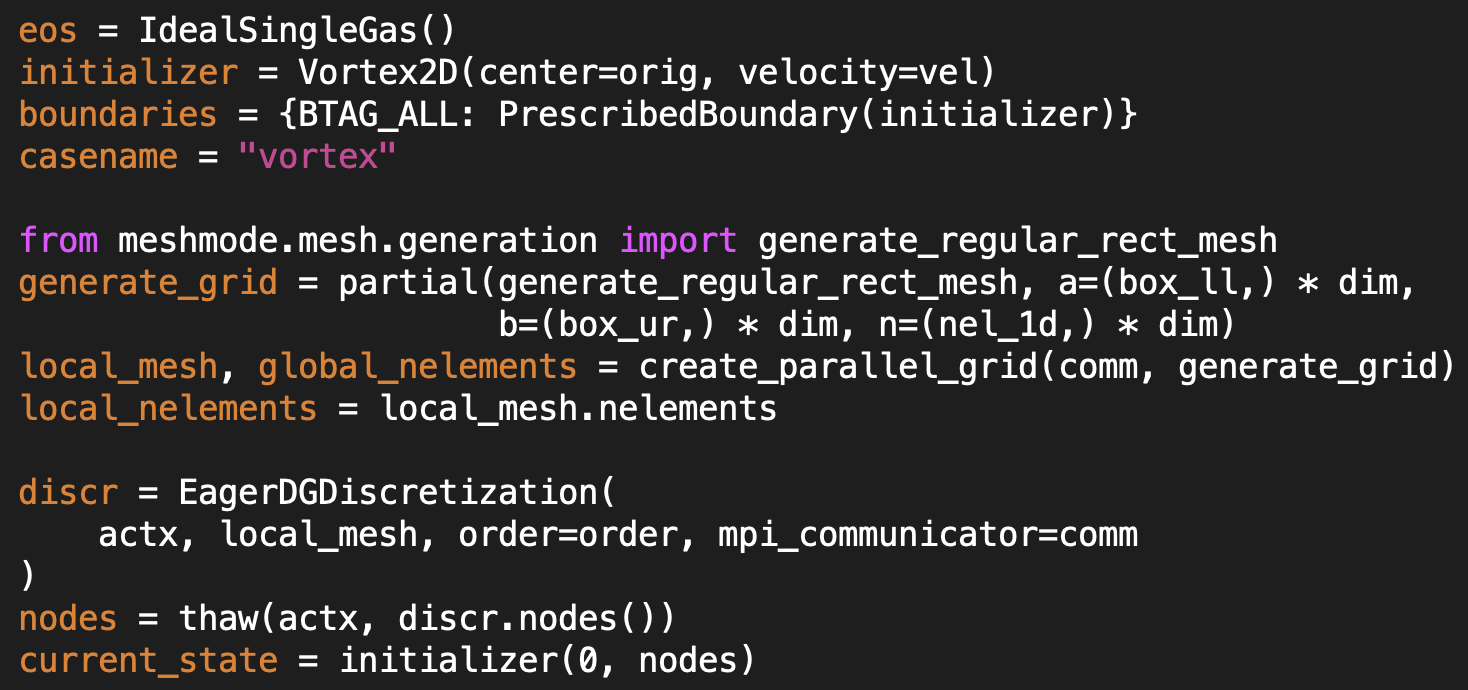 eos = IdealSingleGas()
initializer = Vortex2D(center=orig, velocity=vel)
boundaries = {BTAG_ALL: PrescribedBoundary(initializer)}
casename = "vortex"

from meshmode.mesh.generation import generate_regular_rect_mesh
generate_grid = partial(generate_regular_rect_mesh, a=(box_ll,) * dim,
                        b=(box_ur,) * dim, n=(nel_1d,) * dim)
local_mesh, global_nelements = create_parallel_grid(comm, generate_grid)
local_nelements = local_mesh.nelements

discr = EagerDGDiscretization(
    actx, local_mesh, order=order, mpi_communicator=comm
)
nodes = thaw(actx, discr.nodes())
current_state = initializer(0, nodes)